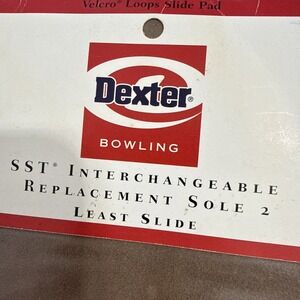 Velcro® Loops Slide Pad
Dexter®
BOWLING
SST® INTERCHANGEABLE
REPLACEMENT SOLE 2
LEAST SLIDE